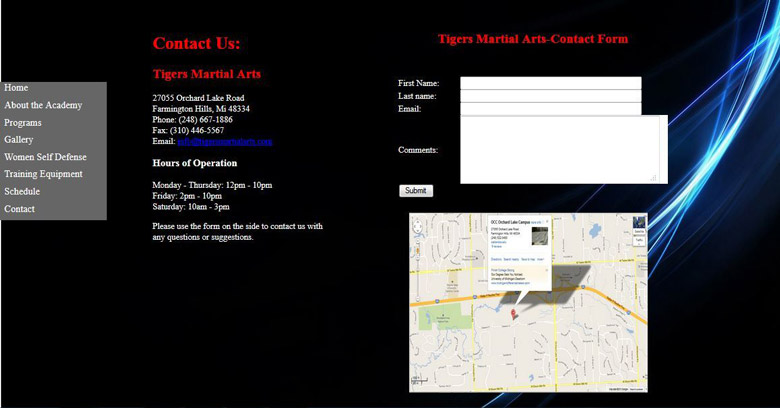 Home
About the Academy
Programs
Gallery
Women Self Defense
Training Equipment
Schedule
Contact
Contact Us:
Tigers Martial Arts
27055 Orchard Lake Road
Farmington Hills, Mi 48334
Phone: (248) 667-1886
Fax: (310) 446-5567
Email:
Hours of Operation
Monday - Thursday: 12pm - 10pm
Friday: 2pm - 10pm
Saturday: 10am - 3pm
Please use the form on the side to contact us with
any questions or suggestions.
Tigers Martial Arts-Contact Form
First Name:
Last name:
Email:
Comments:
Submit
OCC Orchard Lake Campus
27055 Orchard Lake Rd